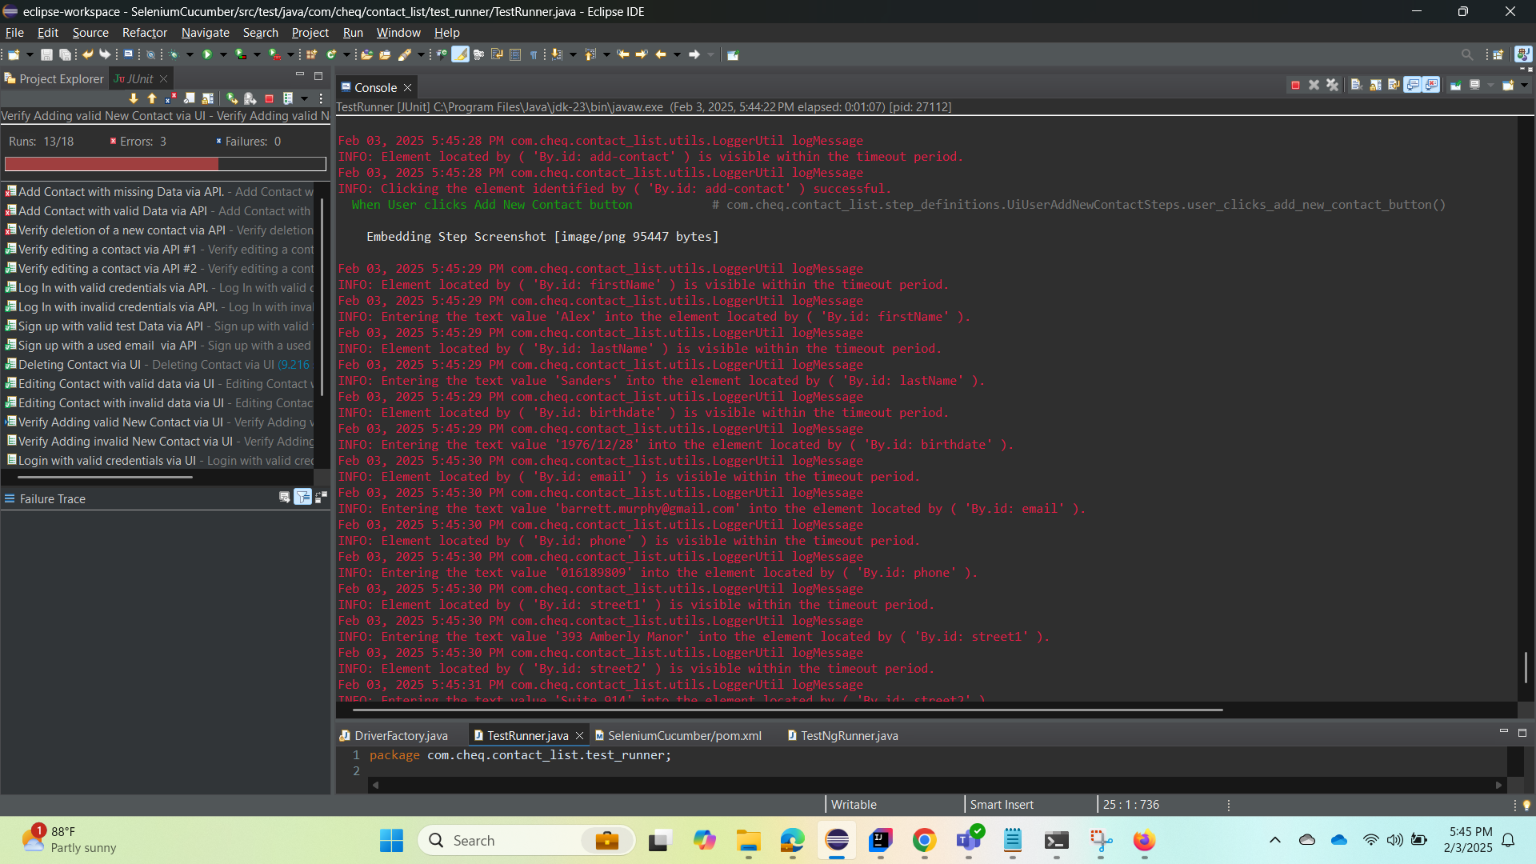 eclipse-workspace - SeleniumCucumber/src/test/java/com/cheq/contact_list/test_runner/TestRunner.java - Eclipse IDE
File Edit Source Refactor Navigate Search Project Run Window Help
Project Explorer JUnit
Verify Adding valid New Contact via UI - Verify Adding valid N
Runs: 13/18 Errors: 3 Failures: 0
Add Contact with missing Data via API. - Add Contact w
Add Contact with valid Data via API - Add Contact with
Verify deletion of a new contact via API - Verify deletion
Verify editing a contact via API #1 - Verify editing a cont
Verify editing a contact via API #2 - Verify editing a cont
Log In with valid credentials via API. - Log In with valid c
Log In with invalid credentials via API. - Log In with inva
Sign up with valid test Data via API - Sign up with valid
Sign up with a used email via API - Sign up with a used
Deleting Contact via UI - Deleting Contact via UI (9.216
Editing Contact with valid data via UI - Editing Contact
Editing Contact with invalid data via UI - Editing Contac
Verify Adding valid New Contact via UI - Verify Adding v
Verify Adding invalid New Contact via UI - Verify Adding
Login with valid credentials via UI - Login with valid cred
Failure Trace
Console
TestRunner [JUnit] C:\Program Files\Java\jdk-23\bin\javaw.exe (Feb 3, 2025, 5:44:22 PM elapsed: 0:01:07) [pid: 27112]
Feb 03, 2025 5:45:28 PM com.cheq.contact_list.utils.LoggerUtil logMessage
INFO: Element located by ( 'By.id: add-contact' ) is visible within the timeout period.
Feb 03, 2025 5:45:28 PM com.cheq.contact_list.utils.LoggerUtil logMessage
INFO: Clicking the element identified by ( 'By.id: add-contact' ) successful.
When User clicks Add New Contact button # com.cheq.contact_list.step_definitions.UiUserAddNewContactSteps.user_clicks_add_new_contact_button()
Embedding Step Screenshot [image/png 95447 bytes]
Feb 03, 2025 5:45:29 PM com.cheq.contact_list.utils.LoggerUtil logMessage
INFO: Element located by ( 'By.id: firstName' ) is visible within the timeout period.
Feb 03, 2025 5:45:29 PM com.cheq.contact_list.utils.LoggerUtil logMessage
INFO: Entering the text value 'Alex' into the element located by ( 'By.id: firstName' ).
Feb 03, 2025 5:45:29 PM com.cheq.contact_list.utils.LoggerUtil logMessage
INFO: Element located by ( 'By.id: lastName' ) is visible within the timeout period.
Feb 03, 2025 5:45:29 PM com.cheq.contact_list.utils.LoggerUtil logMessage
INFO: Entering the text value 'Sanders' into the element located by ( 'By.id: lastName' ).
Feb 03, 2025 5:45:29 PM com.cheq.contact_list.utils.LoggerUtil logMessage
INFO: Element located by ( 'By.id: birthdate' ) is visible within the timeout period.
Feb 03, 2025 5:45:29 PM com.cheq.contact_list.utils.LoggerUtil logMessage
INFO: Entering the text value '1976/12/28' into the element located by ( 'By.id: birthdate' ).
Feb 03, 2025 5:45:30 PM com.cheq.contact_list.utils.LoggerUtil logMessage
INFO: Element located by ( 'By.id: email' ) is visible within the timeout period.
Feb 03, 2025 5:45:30 PM com.cheq.contact_list.utils.LoggerUtil logMessage
INFO: Entering the text value 'barrett.murphy@gmail.com' into the element located by ( 'By.id: email' ).
Feb 03, 2025 5:45:30 PM com.cheq.contact_list.utils.LoggerUtil logMessage
INFO: Element located by ( 'By.id: phone' ) is visible within the timeout period.
Feb 03, 2025 5:45:30 PM com.cheq.contact_list.utils.LoggerUtil logMessage
INFO: Entering the text value '016189809' into the element located by ( 'By.id: phone' ).
Feb 03, 2025 5:45:30 PM com.cheq.contact_list.utils.LoggerUtil logMessage
INFO: Element located by ( 'By.id: street1' ) is visible within the timeout period.
Feb 03, 2025 5:45:30 PM com.cheq.contact_list.utils.LoggerUtil logMessage
INFO: Entering the text value '393 Amberly Manor' into the element located by ( 'By.id: street1' ).
Feb 03, 2025 5:45:30 PM com.cheq.contact_list.utils.LoggerUtil logMessage
INFO: Element located by ( 'By.id: street2' ) is visible within the timeout period.
Feb 03, 2025 5:45:31 PM com.cheq.contact_list.utils.LoggerUtil logMessage
INFO: Entering the text value 'Suite 914' into the element located by ( 'By.id: street2' )
DriverFactory.java TestRunner.java SeleniumCucumber/pom.xml TestNgRunner.java
1 package com.cheq.contact_list.test_runner;
2
Writable Smart Insert 25 : 1 : 736
1 88°F
Partly sunny
Search
5:45 PM
2/3/2025